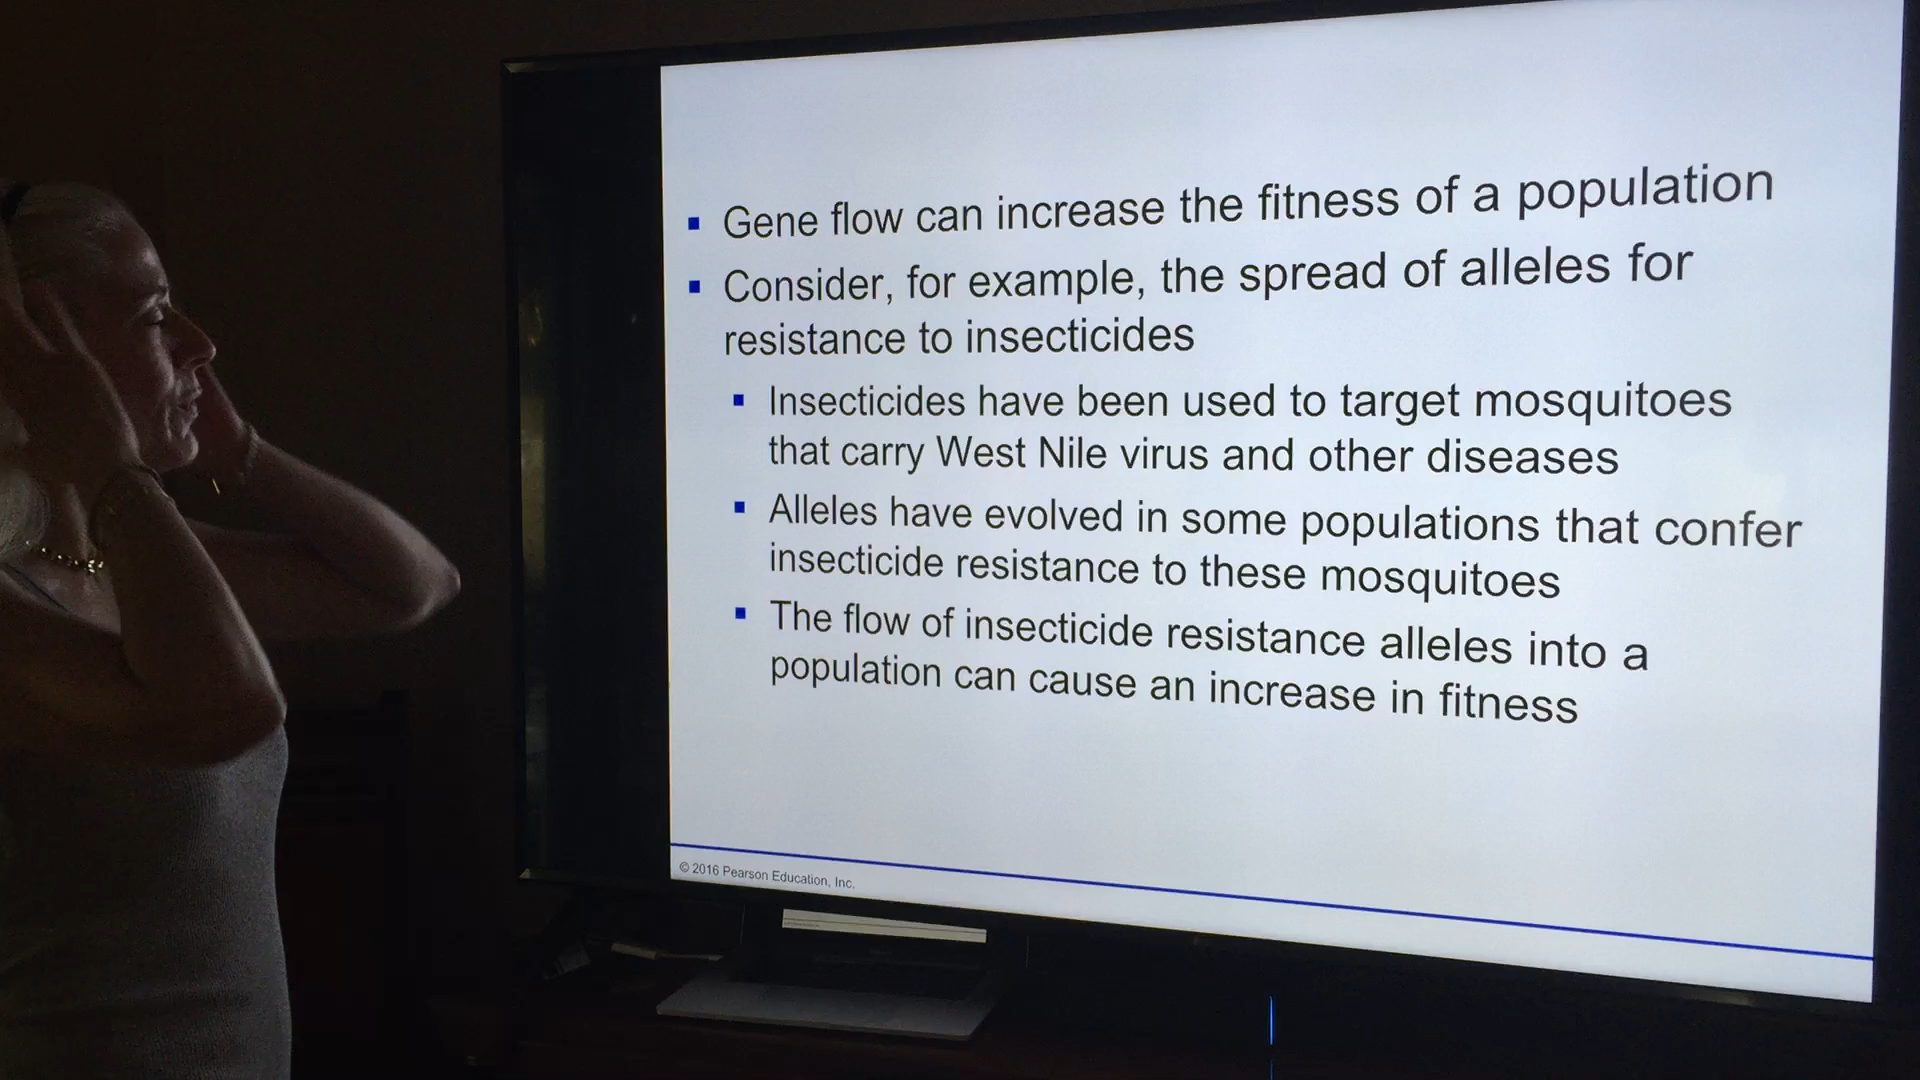 Gene flow can increase the fitness of a population
Consider, for example, the spread of alleles for
resistance to insecticides
Insecticides have been used to target mosquitoes
that carry West Nile virus and other diseases
Alleles have evolved in some populations that confer
insecticide resistance to these mosquitoes
The flow of insecticide resistance alleles into a
population can cause an increase in fitness
© 2016 Pearson Education, Inc.